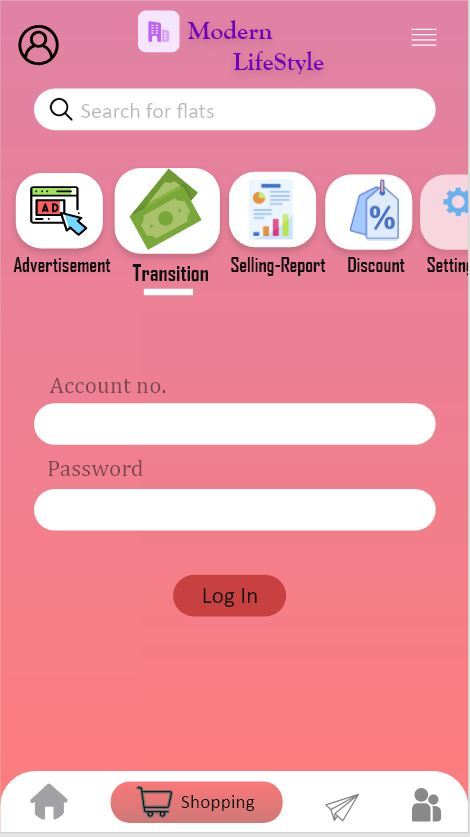 Modern
LifeStyle
Search for flats
AD
%
Advertisement
Transition
Selling-Report
Discount
Setting
Account no.
Password
Log In
Shopping